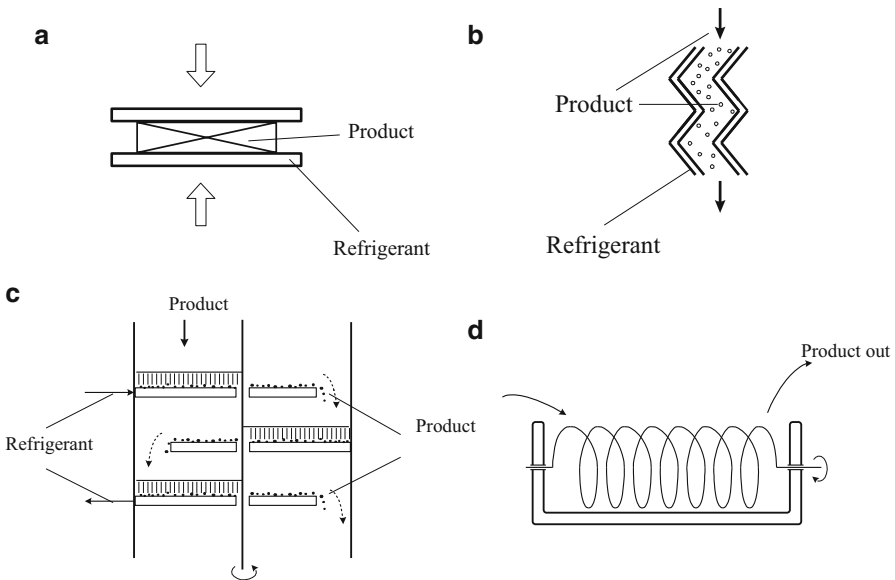 a
Product
Refrigerant
b
Product
Refrigerant
c
Product
Refrigerant
Product
d
Product out